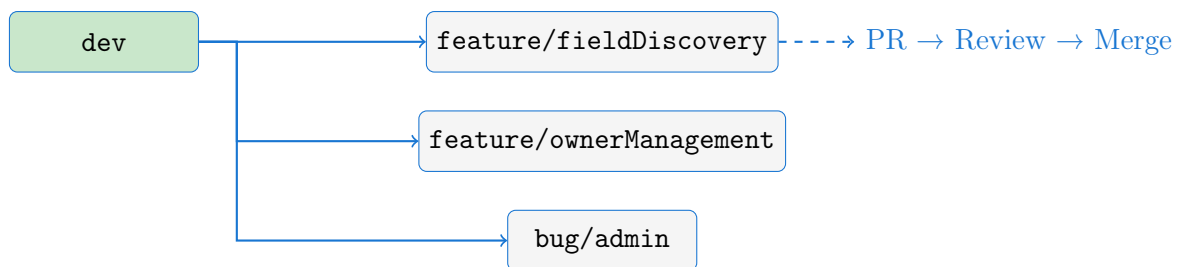 dev
feature/fieldDiscovery
PR → Review → Merge
feature/ownerManagement
bug/admin